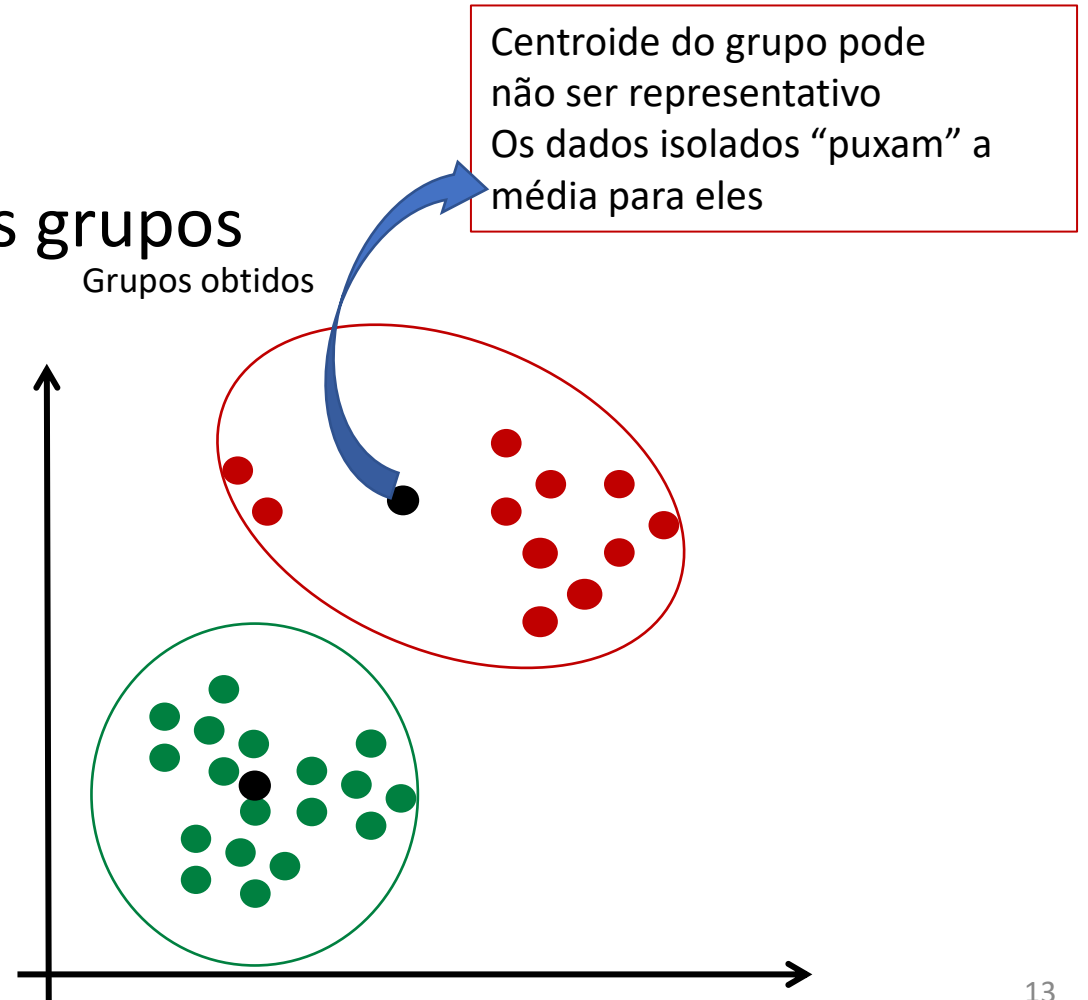 Centroide do grupo pode
não ser representativo
Os dados isolados “puxam” a
média para eles
s grupos
Grupos obtidos
13